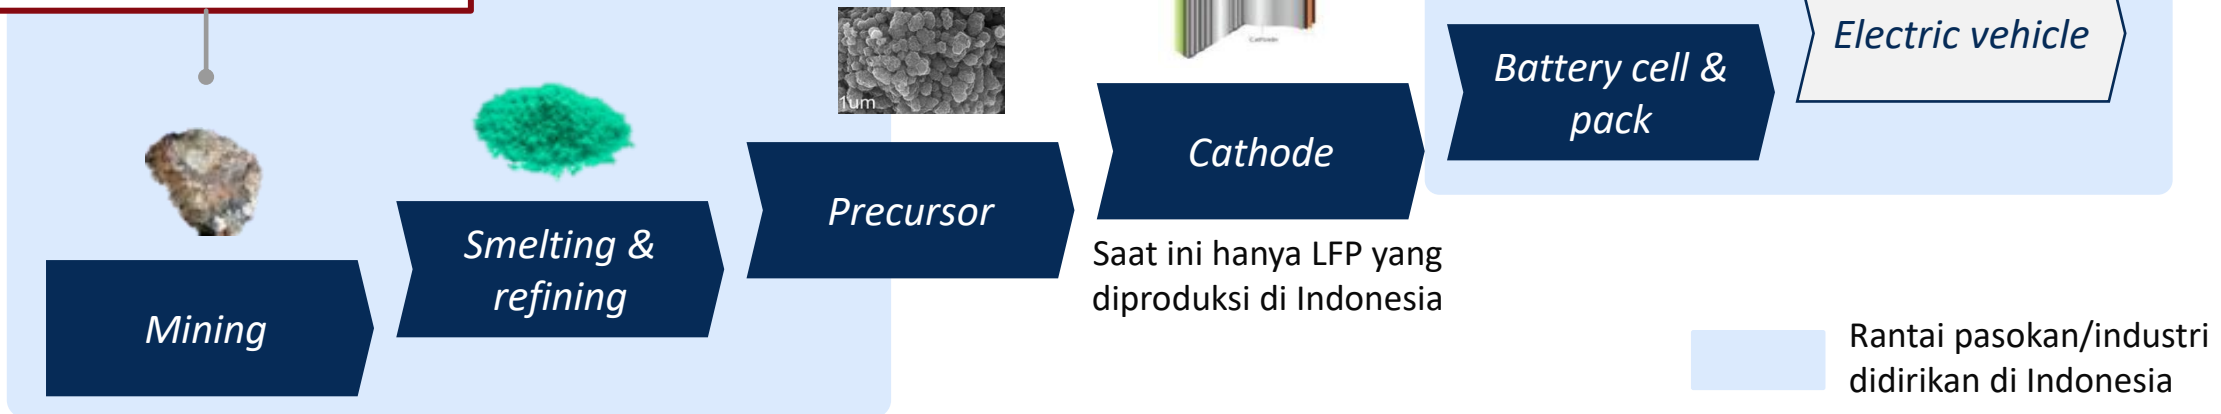 Electric vehicle
Battery cell &
pack
1um
Cathode
Cathode
Precursor
Smelting &
refining
Saat ini hanya LFP yang
diproduksi di Indonesia
Mining
Rantai pasokan/industri
didirikan di Indonesia